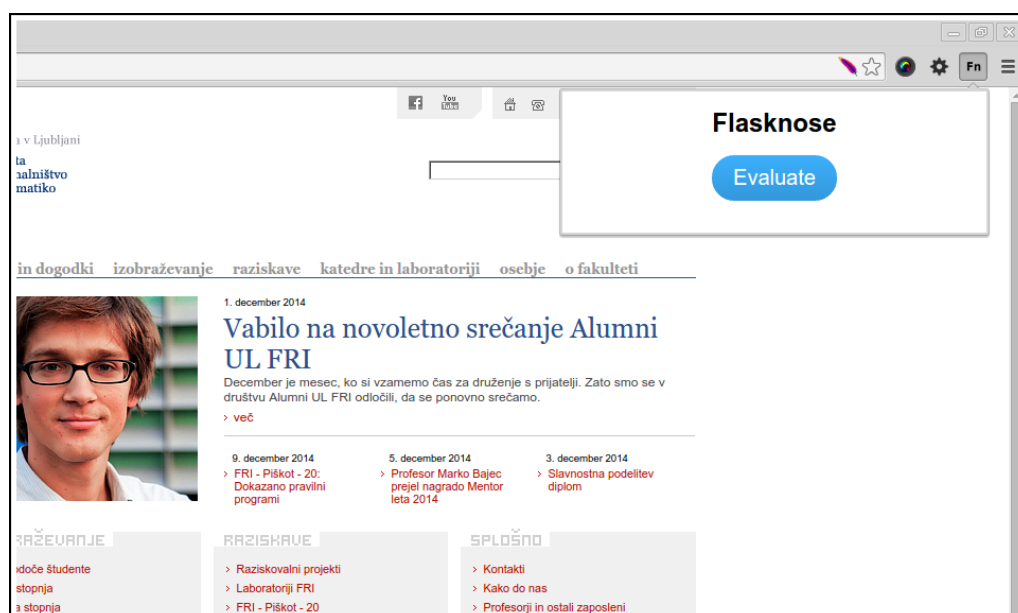 Fn
You
Tube
Flasknose
Evaluate
a v Ljubljani
ta
nalništvo
matiko
in dogodki izobraževanje raziskave katedre in laboratoriji osebje o fakulteti
1. december 2014
Vabilo na novoletno srečanje Alumni
UL FRI
December je mesec, ko si vzamemo čas za druženje s prijatelji. Zato smo se v
društvu Alumni UL FRI odločili, da se ponovno srečamo.
› več
9. december 2014
› FRI - Piškot - 20:
Dokazano pravilni
programi
5. december 2014
› Profesor Marko Bajec
prejel nagrado Mentor
leta 2014
3. december 2014
› Slavnostna podelitev
diplom
RAŽEVANJE
doče študente
stopnja
a stopnja
RAZISKAVE
› Raziskovalni projekti
› Laboratoriji FRI
› FRI - Piškot - 20
SPLOŠNO
› Kontakti
› Kako do nas
› Profesorji in ostali zaposleni